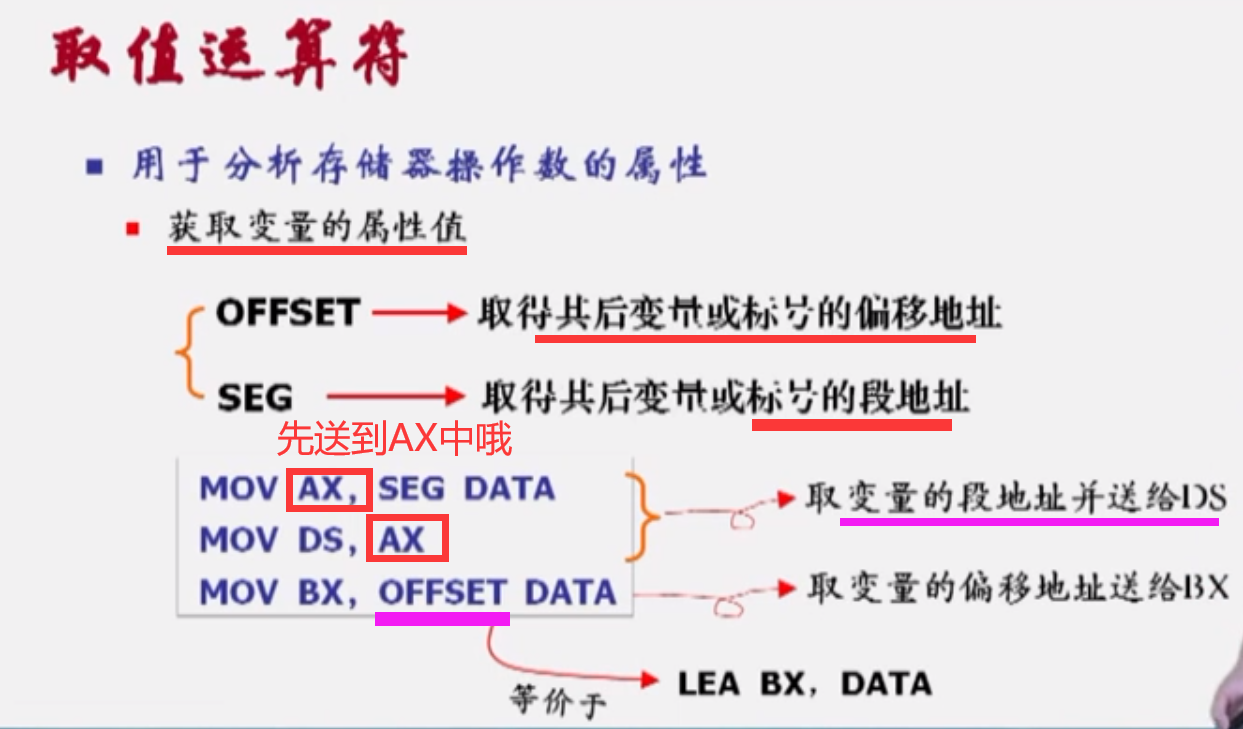 取值运算符
用于分析存储器操作数的属性
获取变量的属性值
OFFSET 取得其后变量或标号的偏移地址
SEG 取得其后变量或标号的段地址
先送到AX中哦
MOV AX, SEG DATA
MOV DS, AX
取变量的段地址并送给DS
MOV BX, OFFSET DATA
取变量的偏移地址送给BX
等价于
LEA BX, DATA